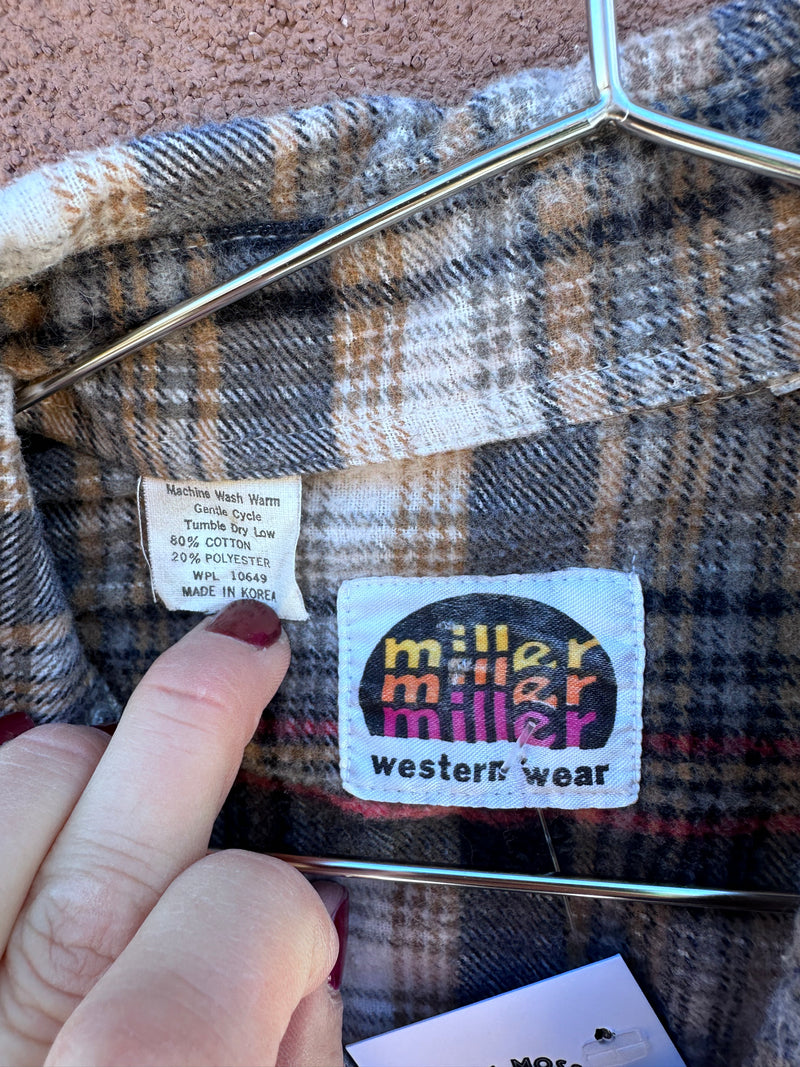 Machine Wash Warm
Gentle Cycle
Tumble Dry Low
80% COTTON
20% POLYESTER
WPL 10649
MADE IN KOREA
miller
miller
miller
western wear